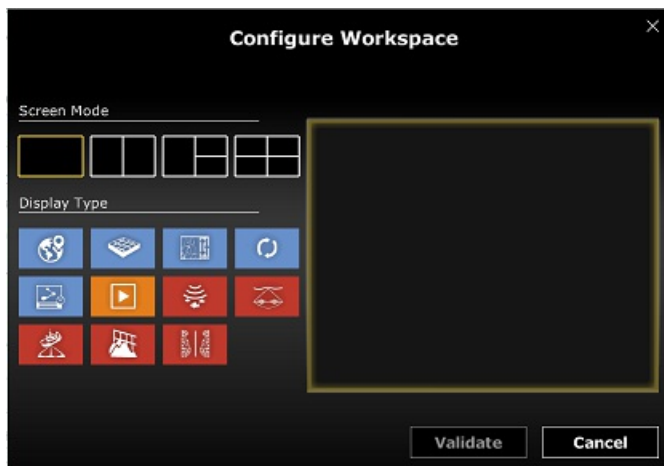 Configure Workspace
Screen Mode
Display Type
Validate
Cancel